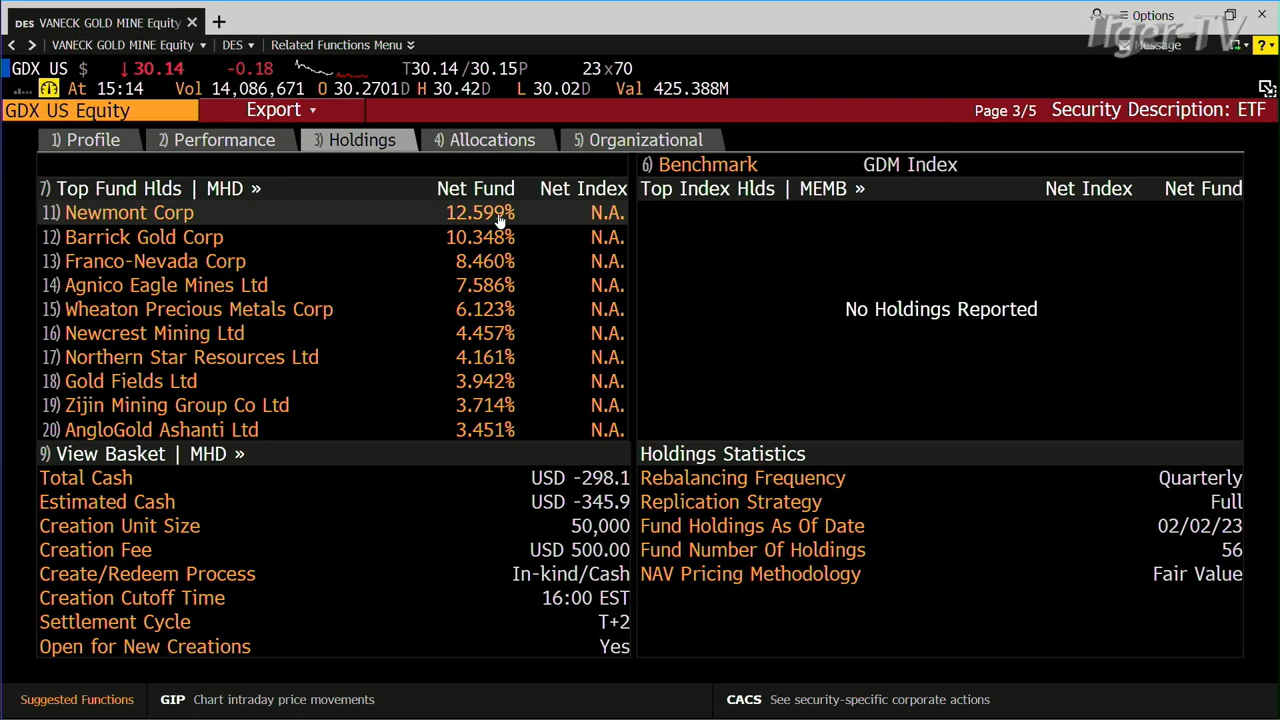 DES VANECK GOLD MINE Equity × +
Options
Tiger-TV
< > VANECK GOLD MINE Equity ▾ DES ▾ Related Functions Menu
Message
?
GDX US $ ↓30.14 -0.18 T30.14 /30.15P 23x70
At 15:14 Vol 14,086,671 O 30.2701D H 30.42D L 30.02D Val 425.388M
GDX US Equity Export ▾ Page 3/5 Security Description: ETF
1) Profile 2) Performance 3) Holdings 4) Allocations 5) Organizational
6) Benchmark GDM Index
7) Top Fund Hlds | MHD » Net Fund Net Index
11) Newmont Corp 12.599% N.A.
12) Barrick Gold Corp 10.348% N.A.
13) Franco-Nevada Corp 8.460% N.A.
14) Agnico Eagle Mines Ltd 7.586% N.A.
15) Wheaton Precious Metals Corp 6.123% N.A.
16) Newcrest Mining Ltd 4.457% N.A.
17) Northern Star Resources Ltd 4.161% N.A.
18) Gold Fields Ltd 3.942% N.A.
19) Zijin Mining Group Co Ltd 3.714% N.A.
20) AngloGold Ashanti Ltd 3.451% N.A.
Top Index Hlds | MEMB » Net Index Net Fund
No Holdings Reported
9) View Basket | MHD »
Total Cash USD -298.1
Estimated Cash USD -345.9
Creation Unit Size 50,000
Creation Fee USD 500.00
Create/Redeem Process In-kind/Cash
Creation Cutoff Time 16:00 EST
Settlement Cycle T+2
Open for New Creations Yes
Holdings Statistics
Rebalancing Frequency Quarterly
Replication Strategy Full
Fund Holdings As Of Date 02/02/23
Fund Number Of Holdings 56
NAV Pricing Methodology Fair Value
Suggested Functions GIP Chart intraday price movements CACS See security-specific corporate actions